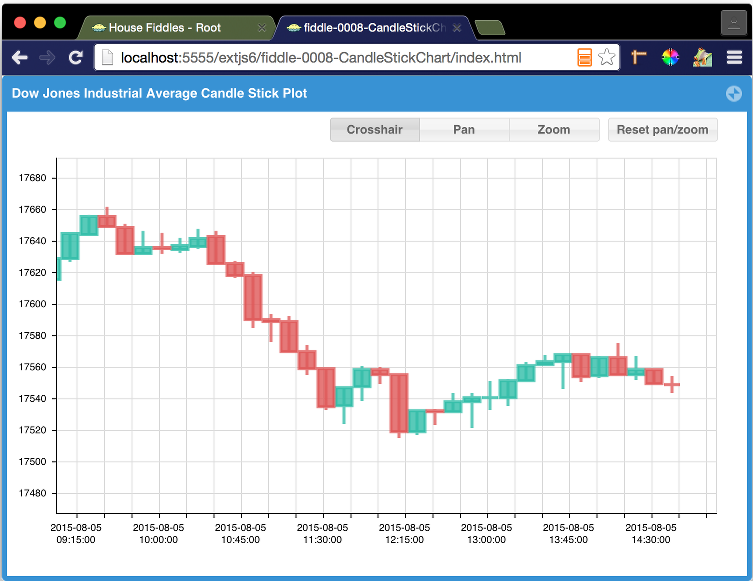 House Fiddles - Root
fiddle-0008-CandleStickCh
localhost:5555/extjs6/fiddle-0008-CandleStickChart/index.html
Dow Jones Industrial Average Candle Stick Plot
Crosshair Pan Zoom Reset pan/zoom
17680
17660
17640
17620
17600
17580
17560
17540
17520
17500
17480
2015-08-05 2015-08-05 2015-08-05 2015-08-05 2015-08-05 2015-08-05 2015-08-05 2015-08-05
09:15:00 10:00:00 10:45:00 11:30:00 12:15:00 13:00:00 13:45:00 14:30:00